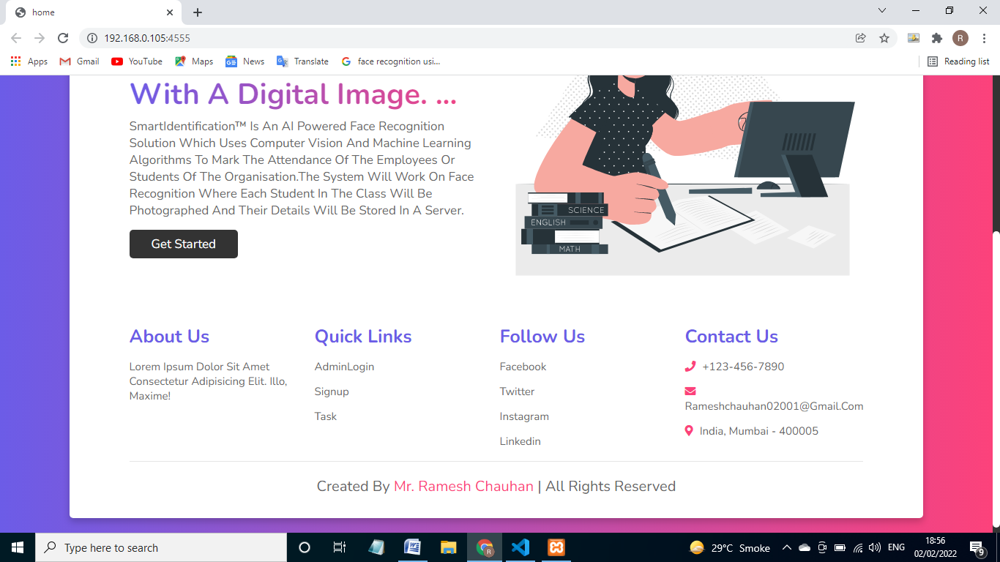 home
192.168.0.105:4555
R
Apps
Gmail
YouTube
Maps
News
Translate
face recognition usi...
Reading list
With A Digital Image. ...
SmartIdentification™ Is An AI Powered Face Recognition
Solution Which Uses Computer Vision And Machine Learning
Algorithms To Mark The Attendance Of The Employees Or
Students Of The Organisation.The System Will Work On Face
Recognition Where Each Student In The Class Will Be
Photographed And Their Details Will Be Stored In A Server.
Get Started
SCIENCE
ENGLISH
MATH
About Us
Lorem Ipsum Dolor Sit Amet
Consectetur Adipisicing Elit. Illo,
Maxime!
Quick Links
AdminLogin
Signup
Task
Follow Us
Facebook
Twitter
Instagram
Linkedin
Contact Us
+123-456-7890
Rameshchauhan02001@Gmail.Com
India, Mumbai - 400005
Created By Mr. Ramesh Chauhan | All Rights Reserved
Type here to search
29°C Smoke
ENG
18:56
02/02/2022
9